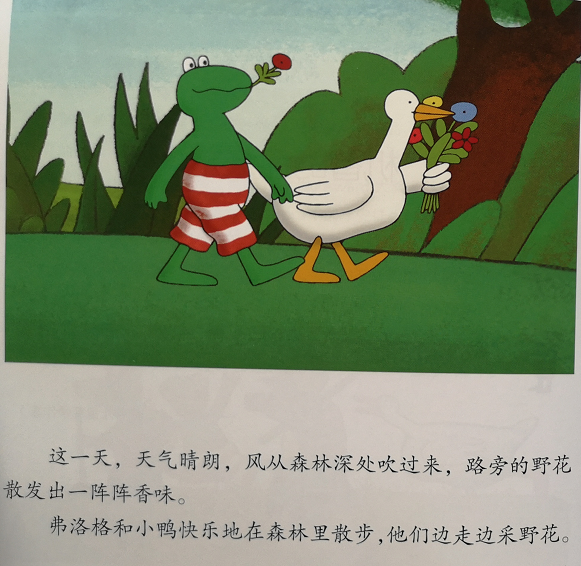 这一天，天气晴朗，风从森林深处吹过来，路旁的野花
散发出一阵阵香味。
弗洛格和小鸭快乐地在森林里散步，他们边走边采野花。